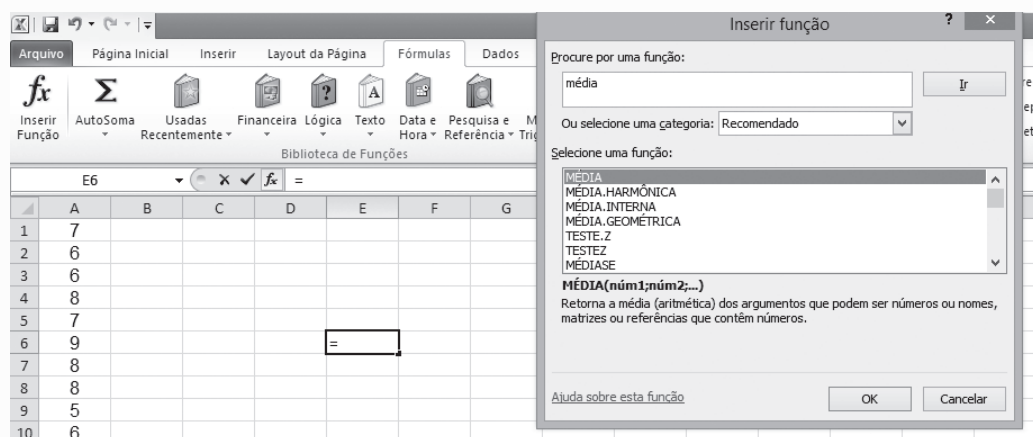 Arquivo Página Inicial Inserir Layout da Página Fórmulas Dados
fx Σ ? A
Inserir Função AutoSoma Usadas Recentemente Financeira Lógica Texto Data e Hora Pesquisa e Referência
Biblioteca de Funções
E6 fx =
A B C D E F G
1 7
2 6
3 6
4 8
5 7
6 9 =
7 8
8 8
9 5
10 6
Inserir função ? ×
Procure por uma função:
média Ir
Ou selecione uma categoria: Recomendado
Selecione uma função:
MÉDIA
MÉDIA.HARMÔNICA
MÉDIA.INTERNA
MÉDIA.GEOMÉTRICA
TESTE.Z
TESTEZ
MÉDIASE
MÉDIA(núm1;núm2;...)
Retorna a média (aritmética) dos argumentos que podem ser números ou nomes,
matrizes ou referências que contêm números.
Ajuda sobre esta função OK Cancelar